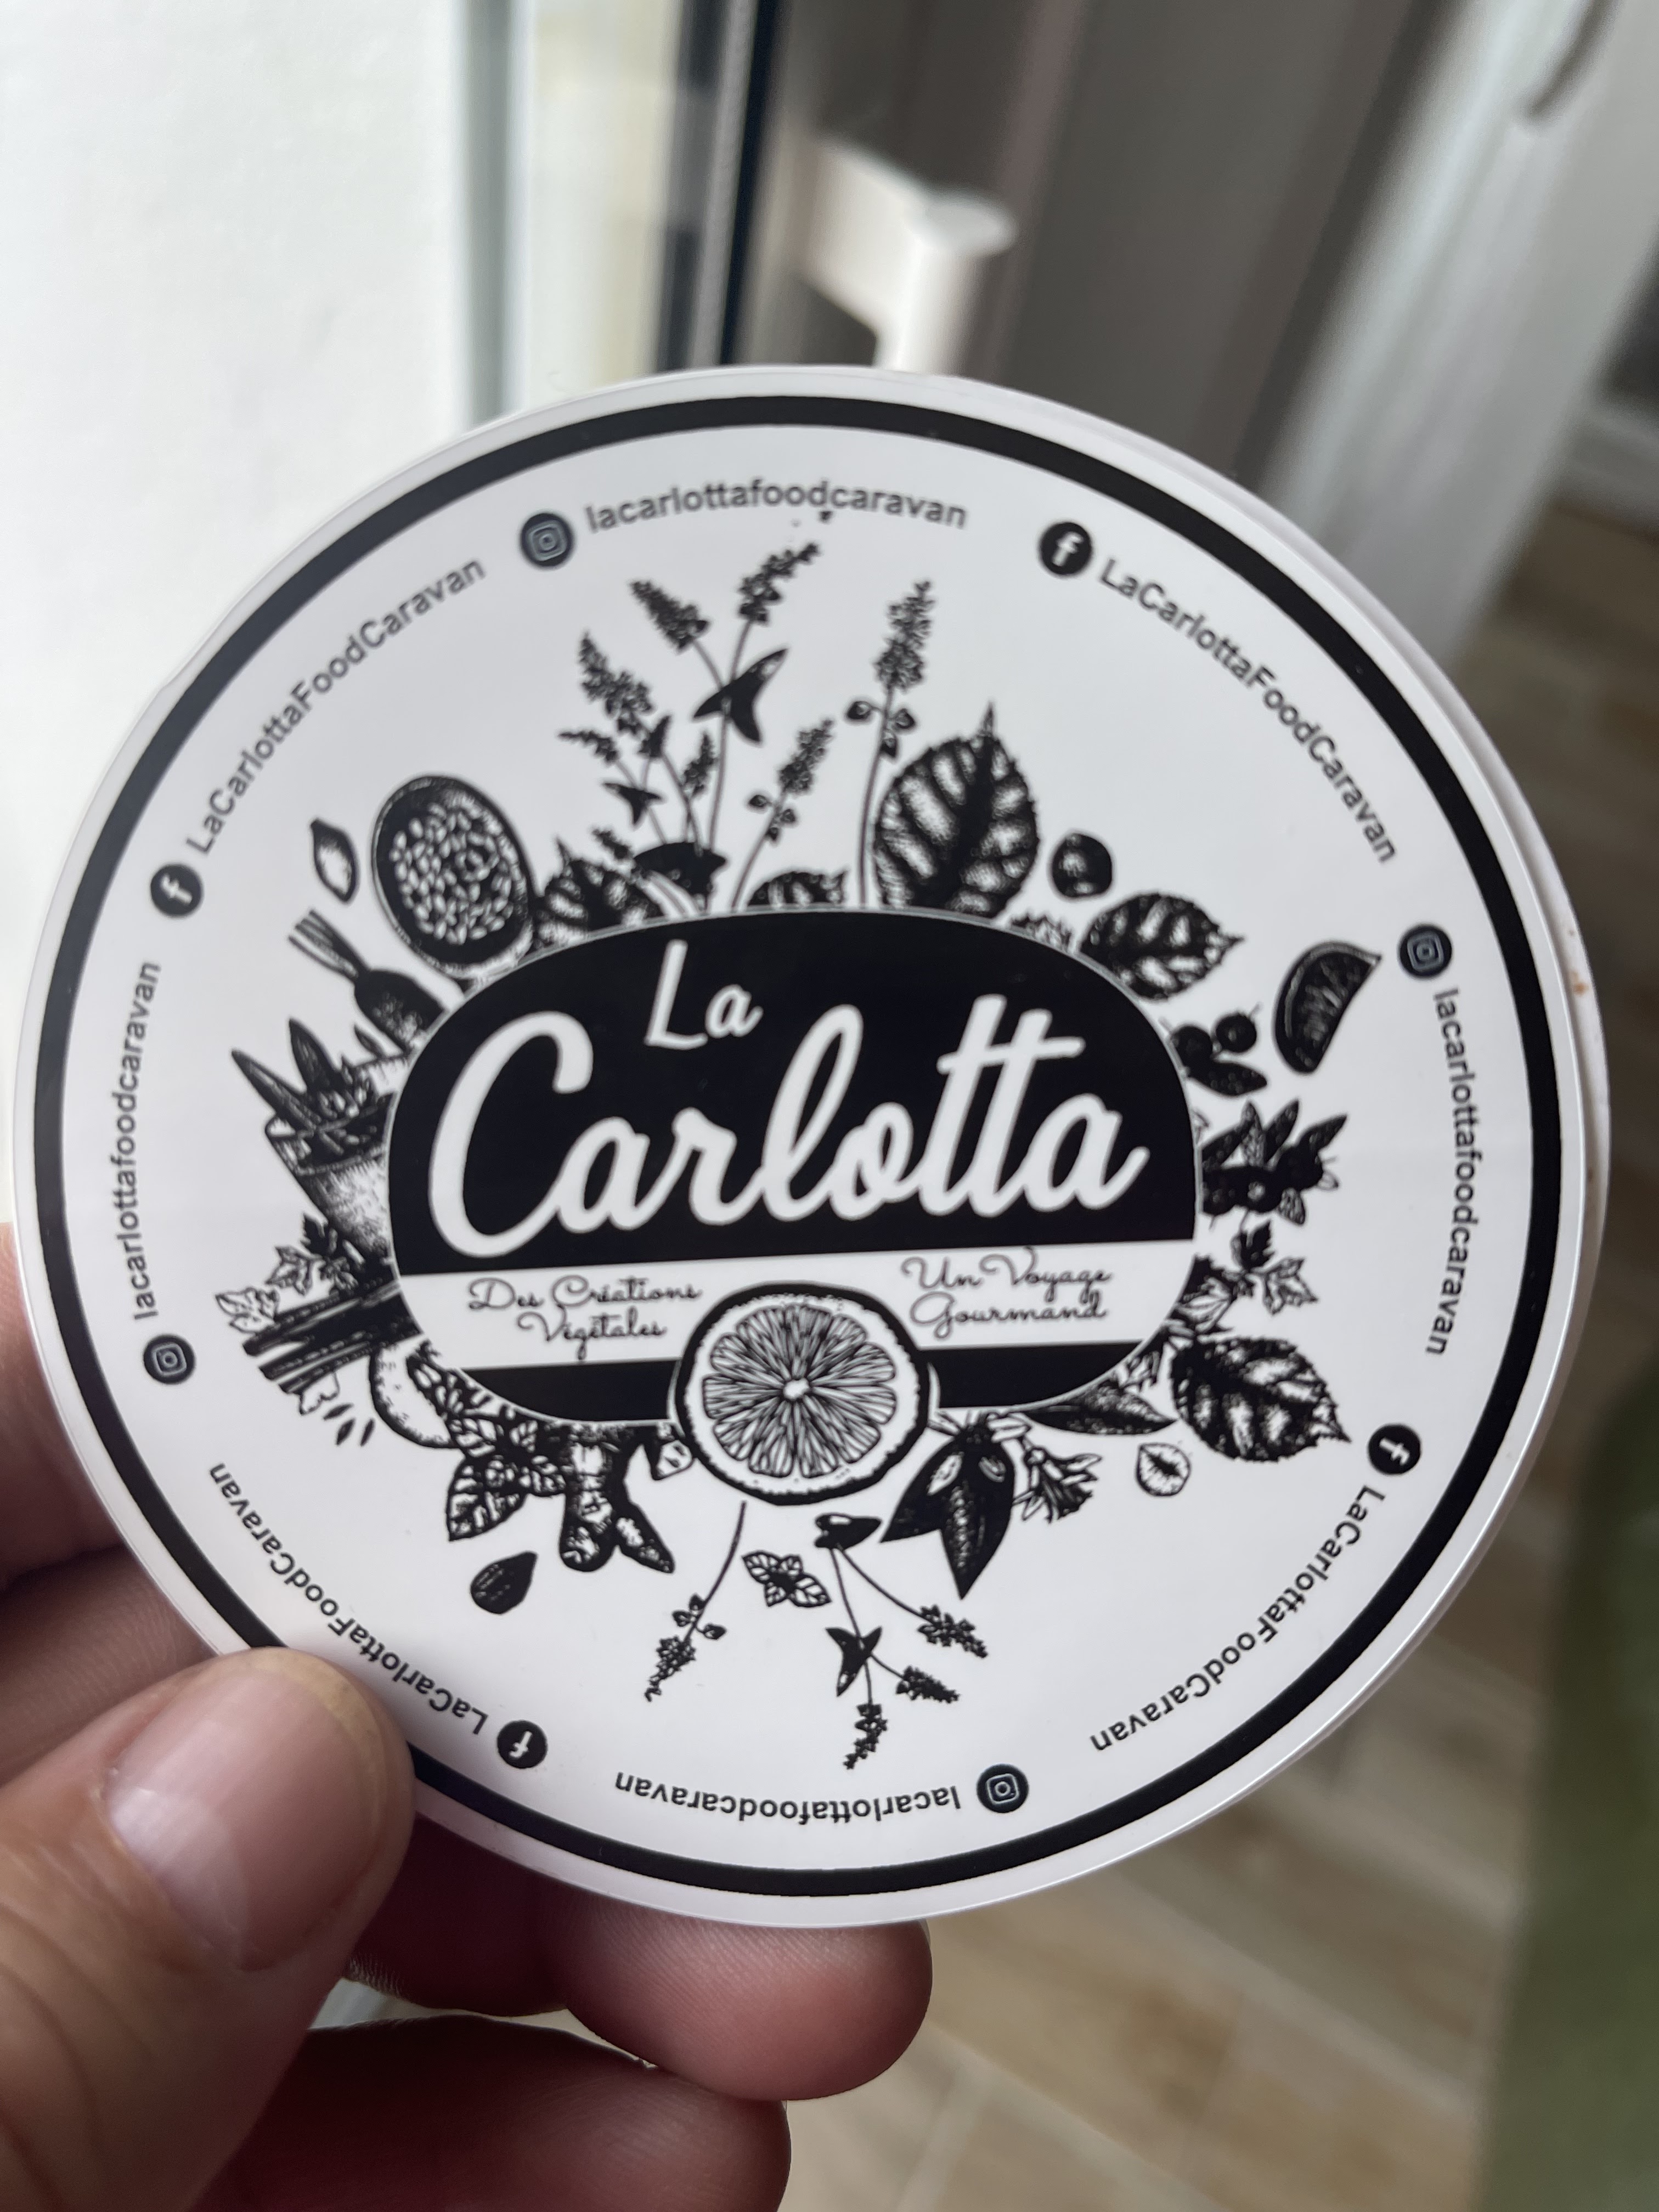 La
Carlotta
Des Créations
Végétales
Un Voyage
Gourmand
lacarlottafoodcaravan
LaCarlottaFoodCaravan
lacarlottafoodcaravan
LaCarlottaFoodCaravan
lacarlottafoodcaravan
LaCarlottaFoodCaravan
lacarlottafoodcaravan
LaCarlottaFoodCaravan